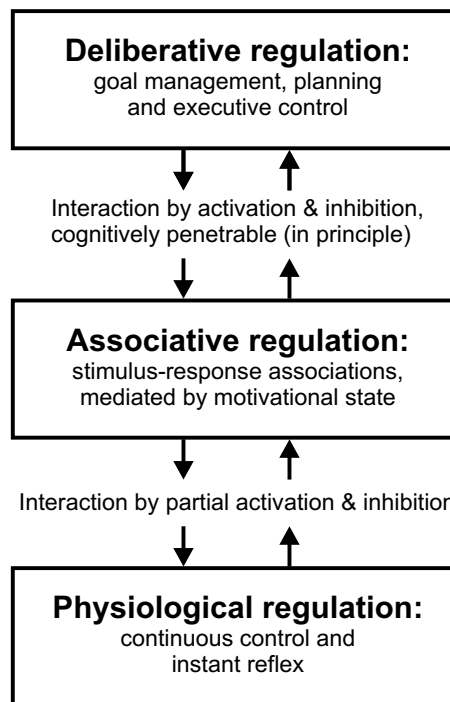 Deliberative regulation:
goal management, planning
and executive control
Interaction by activation & inhibition,
cognitively penetrable (in principle)
Associative regulation:
stimulus-response associations,
mediated by motivational state
Interaction by partial activation & inhibition
Physiological regulation:
continuous control and
instant reflex